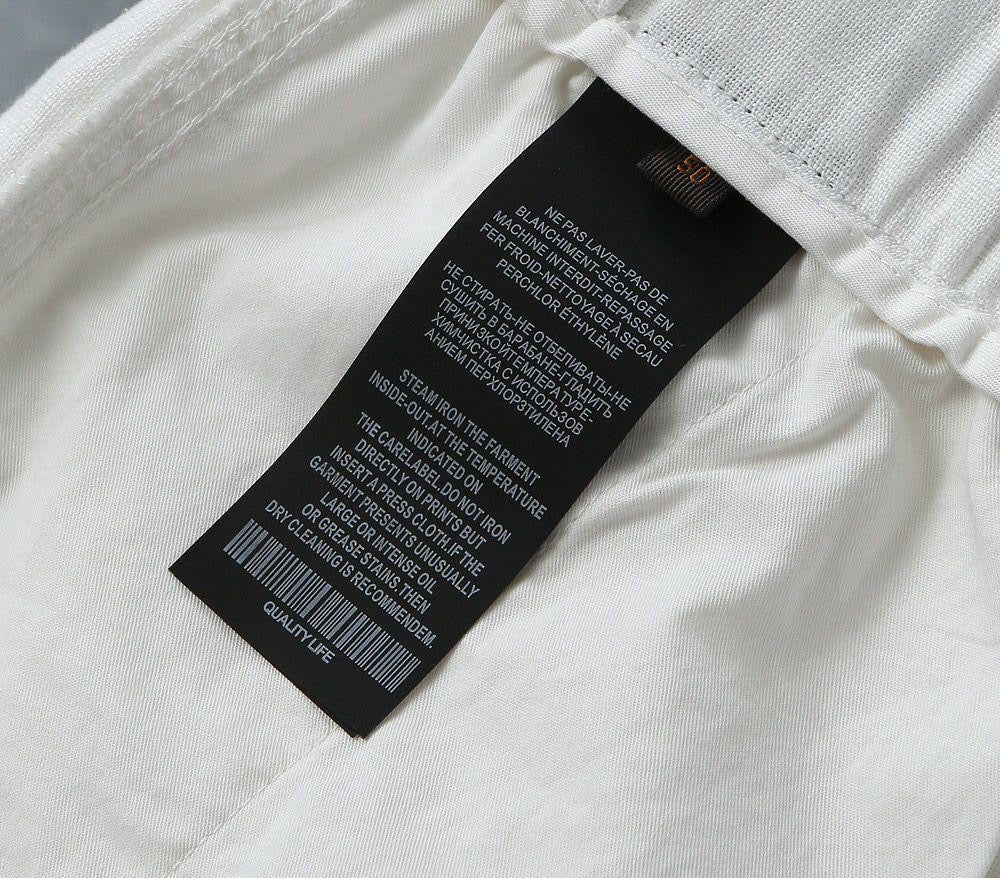 50
NE PAS LAVER-PAS DE
BLANCHIMENT-SÉCHAGE EN
MACHINE INTERDIT-REPASSAGE
FER FROID-NETTOYAGE À SECAU
PERCHLOR ÉTHYLÈNE
НЕ СТИРАТЬ-НЕ ОТБЕЛИВАТЬI-НЕ
СУШИТЬ В БАРАБАНЕ,ГЛАДИТЬ
ПРИНИЗКОЙТЕМПЕРАТУРЕ-
ХИМЧИСТКА С ИСПОЛЬЗОВ
АНИЕМ ПЕРХЛОРЗТИЛЕНА
STEAM IRON THE FARMENT
INSIDE-OUT.AT THE TEMPERATURE
INDICATED ON
THE CARELABEL.DO NOT IRON
DIRECTLY ON PRINTS BUT
INSERT A PRESS CLOTH.IF THE
GARMENT PRESENTS UNUSUALLY
LARGE OR INTENSE OIL
OR GREASE STAINS,THEN
DRY CLEANING IS RECOMMENDEM.
QUALITY LIFE